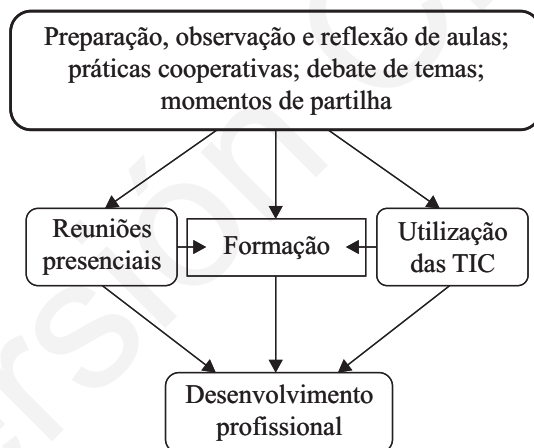 Preparação, observação e reflexão de aulas;
práticas cooperativas; debate de temas;
momentos de partilha
Reuniões
presenciais
Formação
Utilização
das TIC
Desenvolvimento
profissional